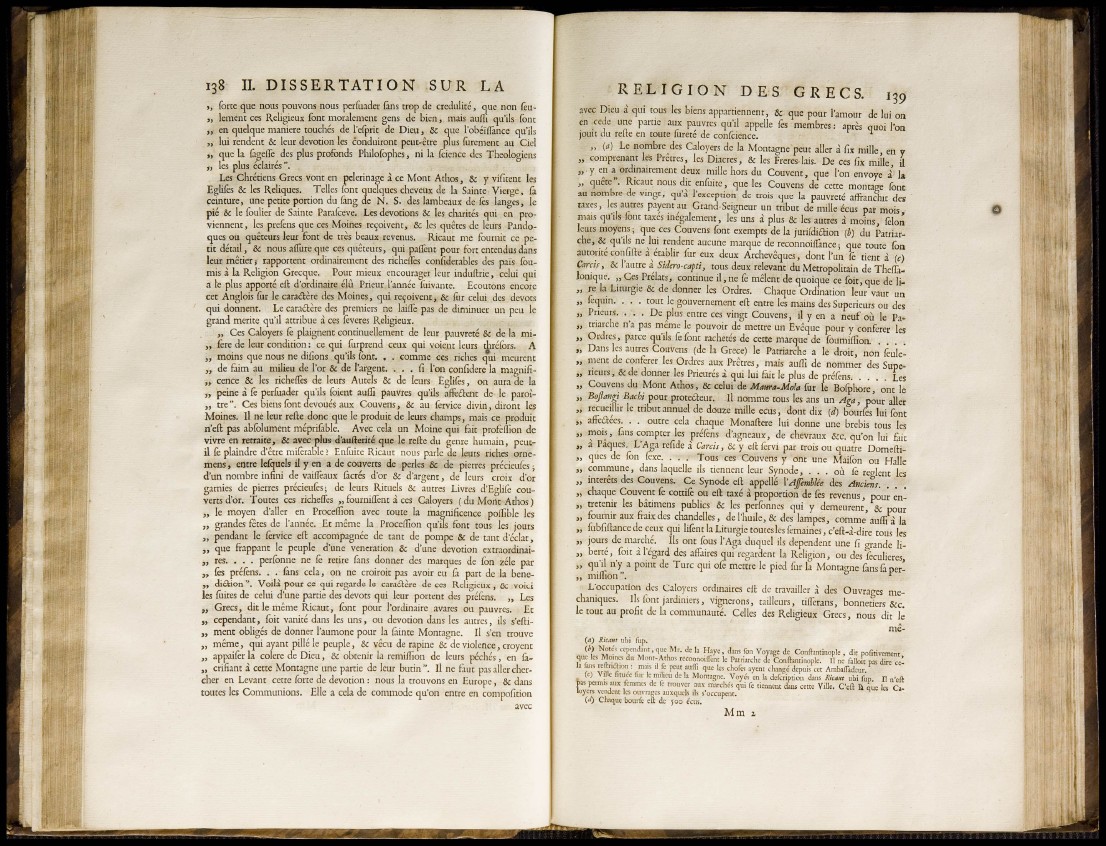 138 II. DISSERTATION SUR LA
„ ſorte que nous pouvons nous perſuader ſans trop de credulité, que non ſeu-
„ lement ces Religieux ſont moralement gens de bien, mais auſſi qu'ils ſont
„ en quelque maniere touchés de l'eſprit de Dieu, & que l'obéïſſance qu'ils
„ lui rendent & leur devotion les conduiront peut-être plus ſurement au Ciel
„ que la ſageſſe des plus profonds Philoſophes, ni la ſcience des Theologiens
„ les plus éclairés“.
Les Chrétiens Grecs vont en pelerinage à ce Mont Athos, & y viſitent les
Egliſes & les Reliques. Telles ſont quelques cheveux de la Sainte Vierge, ſa
ceinture, une petite portion du ſang de N. S. des lambeaux de ſes langes, le
pié & le ſoulier de Sainte Paraſceve. Les devotions & les charités qui en pro-
viennent, les preſens que ces Moines reçoivent, & les quêtes de leurs Pando-
ques ou quêteurs leur font de très beaux revenus. Ricaut me fournit ce pe-
tit détail, & nous aſſure que ces quêteurs, qui paſſent pour fort entendus dans
leur mêtier, rapportent ordinairement des richeſſes conſiderables des païs ſou-
mis à la Religion Grecque. Pour mieux encourager leur induſtrie, celui qui
a le plus apporté eſt d'ordinaire élû Prieur l'année ſuivante. Ecoutons encore
cet Anglois ſur le caractère des Moines, qui reçoivent, & ſur celui des devots
qui donnent. Le caractère des premiers ne laiſſe pas de diminuer un peu le
grand merite qu'il attribue à ces ſeveres Religieux.
„ Ces Caloyers ſe plaignent continuellement de leur pauvreté & de la mi-
„ ſere de leur condition: ce qui ſurprend ceux qui voient leurs thréſors. A
„ moins que nous ne diſions qu'ils ſont. . . comme ces riches qui meurent
„ de faim au milieu de l'or & de l'argent. . . . ſi l'on conſidere la magnifi-
„ cence & les richeſſes de leurs Autels & de leurs Egliſes, on aura de la
„ peine à ſe perſuader qu'ils ſoient auſſi pauvres qu'ils affectent de le paroî-
„ tre“. Ces biens ſont devoués aux Couvens, & au ſervice divin, diront les
Moines. Il ne leur reſte donc que le produit de leurs champs, mais ce produit
n'eſt pas abſolument mépriſable. Avec cela un Moine qui fait profeſſion de
vivre en retraite, & avec plus d'auſterité que le reſte du genre humain, peut-
il ſe plaindre d'être miſerable? Enſuite Ricaut nous parle de leurs riches orne-
mens, entre leſquels il y en a de couverts de perles & de pierres précieuſes;
d'un nombre infini de vaiſſeaux ſacrés d'or & d'argent, de leurs croix d'or
garnies de pierres précieuſes; de leurs Rituels & autres Livres d'Egliſe cou-
verts d'or. Toutes ces richeſſes „ fourniſſent à ces Caloyers (du Mont Athos)
„ le moyen d'aller en Proceſſion avec toute la magnificence poſſible les
„ grandes fêtes de l'année. Et même la Proceſſion qu'ils font tous les jours
„ pendant le ſervice eſt accompagnée de tant de pompe & de tant d'éclat,
„ que frappant le peuple d'une veneration & d'une devotion extraordinai-
„ res. . . . perſonne ne ſe retire ſans donner des marques de ſon zéle par
„ ſes préſens. . . ſans cela, on ne croiroit pas avoir eu ſa part de la bene-
„ diction“. Voilà pour ce qui regarde le caractère de ces Religieux, & voici
les ſuites de celui d'une partie des devots qui leur portent des préſens. „ Les
„ Grecs, dit le même Ricaut, ſont pour l'ordinaire avares ou pauvres. Et
„ cependant, ſoit vanité dans les uns, ou devotion dans les autres, ils s'eſti-
„ ment obligés de donner l'aumone pour la ſainte Montagne. Il s'en trouve
„ même, qui ayant pillé le peuple, & vêcu de rapine & de violence, croyent
„ appaiſer la colere de Dieu, & obtenir la remiſſion de leurs péchés, en ſa-
„ crifiant à cette Montagne une partie de leur butin“. Il ne faut pas aller cher-
cher en Levant cette ſorte de devotion: nous la trouvons en Europe, & dans
toutes les Communions. Elle a cela de commode qu'on entre en compoſition
avec
RELIGION DES GRECS. 139
avec Dieu à qui tous les biens appartiennent, & que pour l'amour de lui on
en cede une partie aux pauvres qu'il appelle ſes membres: après quoi l'on
jouït du reſte en toute ſureté de conſcience.
„ (a) Le nombre des Caloyers de la Montagne peut aller à ſix mille, en y
„ comprenant les Prêtres, les Diacres, & les Freres-lais. De ces ſix mille, il
„ y en a ordinairement deux mille hors du Couvent, que l'on envoye à la
„ quête“. Ricaut nous dit enſuite, que les Couvens de cette montage ſont
au nombre de vingt, qu'à l'exception de trois que la pauvreté affranchit des
taxes, les autres payent au Grand-Seigneur un tribut de mille écus par mois,
mais qu'ils ſont taxés inégalement, les uns à plus & les autres à moins, ſelon
leurs moyens; que ces Couvens ſont exempts de la juriſdiction (b) du Patriar-
che, & qu'ils ne lui rendent aucune marque de reconnoiſſance; que toute ſon
autorité conſiſte à établir ſur eux deux Archevêques, dont l'un ſe tient à (c)
Careis, & l'autre à Sidero-capti, tous deux relevant du Metropolitain de Theſſa-
lonique. „ Ces Prélats, continue il, ne ſe mêlent de quoique ce ſoit, que de li-
„ re la Liturgie & de donner les Ordres. Chaque Ordination leur vaut un
„ ſequin. . . . tout le gouvernement eſt entre les mains des Superieurs ou des
„ Prieurs. . . . De plus entre ces vingt Couvens, il y en a neuf où le Pa-
„ triarche n'a pas même le pouvoir de mettre un Evêque pour y conferer les
„ Ordres, parce qu'ils ſe ſont rachetés de cette marque de ſoumiſſion. . . . .
„ Dans les autres Couvens (de la Grece) le Patriarche a le droit, non ſeule-
„ ment de conferer les Ordres aux Prêtres, mais auſſi de nommer des Supe-
„ rieurs, & de donner les Prieurés à qui lui fait le plus de préſens. . . . . Les
„ Couvens du Mont Athos, & celui de Maura-Mola ſur le Boſphore, ont le
„ Boſtangi Bachi pour protecteur. Il nomme tous les ans un Aga, pour aller
„ recueillir le tribut annuel de douze mille ecus, dont dix (d) bourſes lui ſont
„ affectées. . . outre cela chaque Monaſtere lui donne une brebis tous les
„ mois, ſans compter les préſens d'agneaux, de chevraux &c. qu'on lui fait
„ à Pâques. L'Aga reſide à Careis, & y eſt ſervi par trois ou quatre Domeſti-
„ ques de ſon ſexe. . . . Tous ces Couvens y ont une Maiſon ou Halle
„ commune, dans laquelle ils tiennent leur Synode, . . . où ſe reglent les
„ interêts des Couvens. Ce Synode eſt appellé l'Aſſemblée des Anciens. . . .
„ chaque Couvent ſe cottiſe ou eſt taxé à proportion de ſes revenus, pour en-
„ tretenir les bâtimens publics & les perſonnes qui y demeurent, & pour
„ fournir aux fraix des chandelles, de l'huile, & des lampes, comme auſſi à la
„ ſubſiſtance de ceux qui liſent la Liturgie toutes les ſemaines, c'eſt-à-dire tous les
„ jours de marché. Ils ont ſous l'Aga duquel ils dependent une ſi grande li-
„ berté, ſoit à l'égard des affaires qui regardent la Religion, ou des ſeculieres,
„ qu'il n'y a point de Turc qui oſe mettre le pied ſur la Montagne ſans ſa per-
„ miſſion“.
L'occupation des Caloyers ordinaires eſt de travailler à des Ouvrages me-
chaniques. Ils ſont jardiniers, vignerons, tailleurs, tiſſerans, bonnetiers &c.
le tout au profit de la communauté. Celles des Religieux Grecs, nous dit le
mê-
(a) Ricaut ubi ſup.
(b) Notés cependant, que Mr. de la Haye, dans ſon Voyage de Conſtantinople, dit poſitivement,
que les Moines du Mont-Athos reconnoiſſent le Patriarche de Conſtantinople. Il ne falloit pas dire ce-
la ſans reſtriction: mais il ſe peut auſſi que les choſes ayent changé depuis cet Ambaſſadeur.
(c) Ville ſituée ſur le milieu de la Montagne. Voyés en la deſcription dans Ricaut ubi ſup. Il n'eſt
pas permis aux femmes de ſe trouver aux marchés qui ſe tiennent dans cette Ville. C'eſt là que les Ca-
loyers vendent les ouvrages auxquels ils s'occupent.
(d) Chaque bourſe eſt de 500 écus.
Mm 2